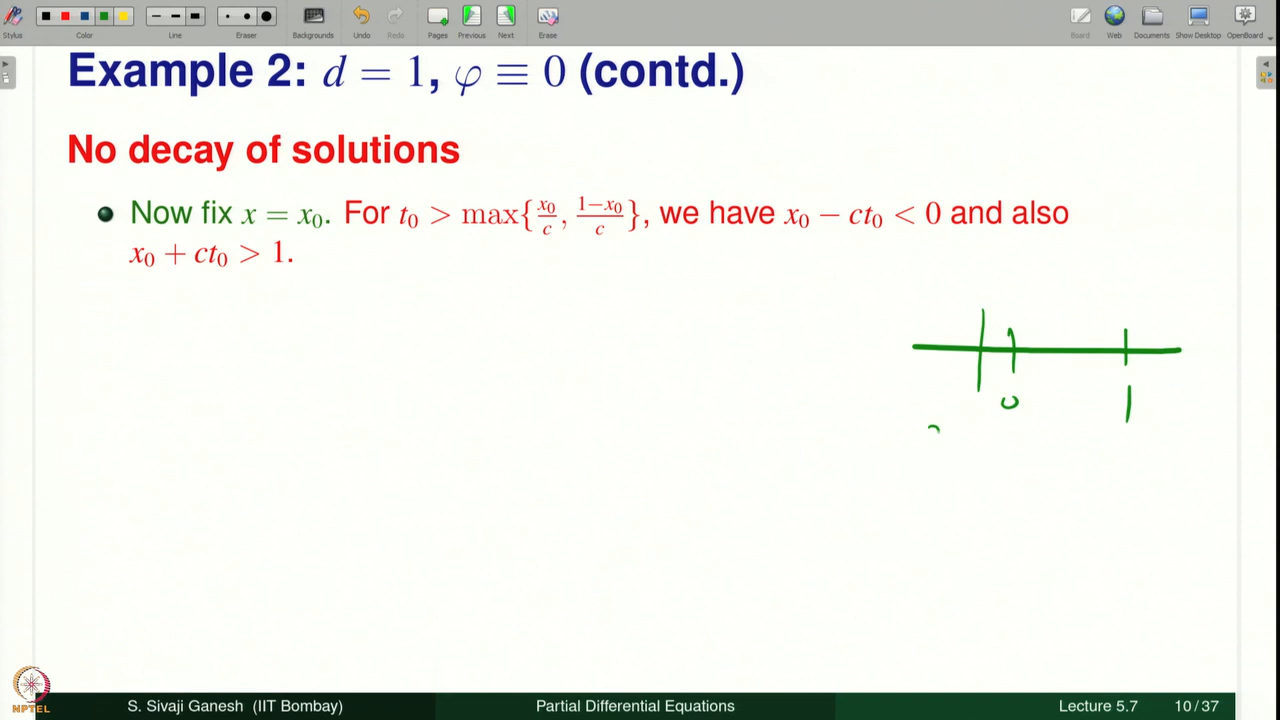 Stylus Color Line Eraser Backgrounds Undo Redo Pages Previous Next Erase Board Web Documents Show Desktop OpenBoard
Example 2: d = 1, φ ≡ 0 (contd.)
No decay of solutions
Now fix x = x₀. For t₀ > max{x₀/c, (1−x₀)/c}, we have x₀ − ct₀ < 0 and also
x₀ + ct₀ > 1.
0 1
NPTEL
S. Sivaji Ganesh (IIT Bombay) Partial Differential Equations Lecture 5.7 10/37